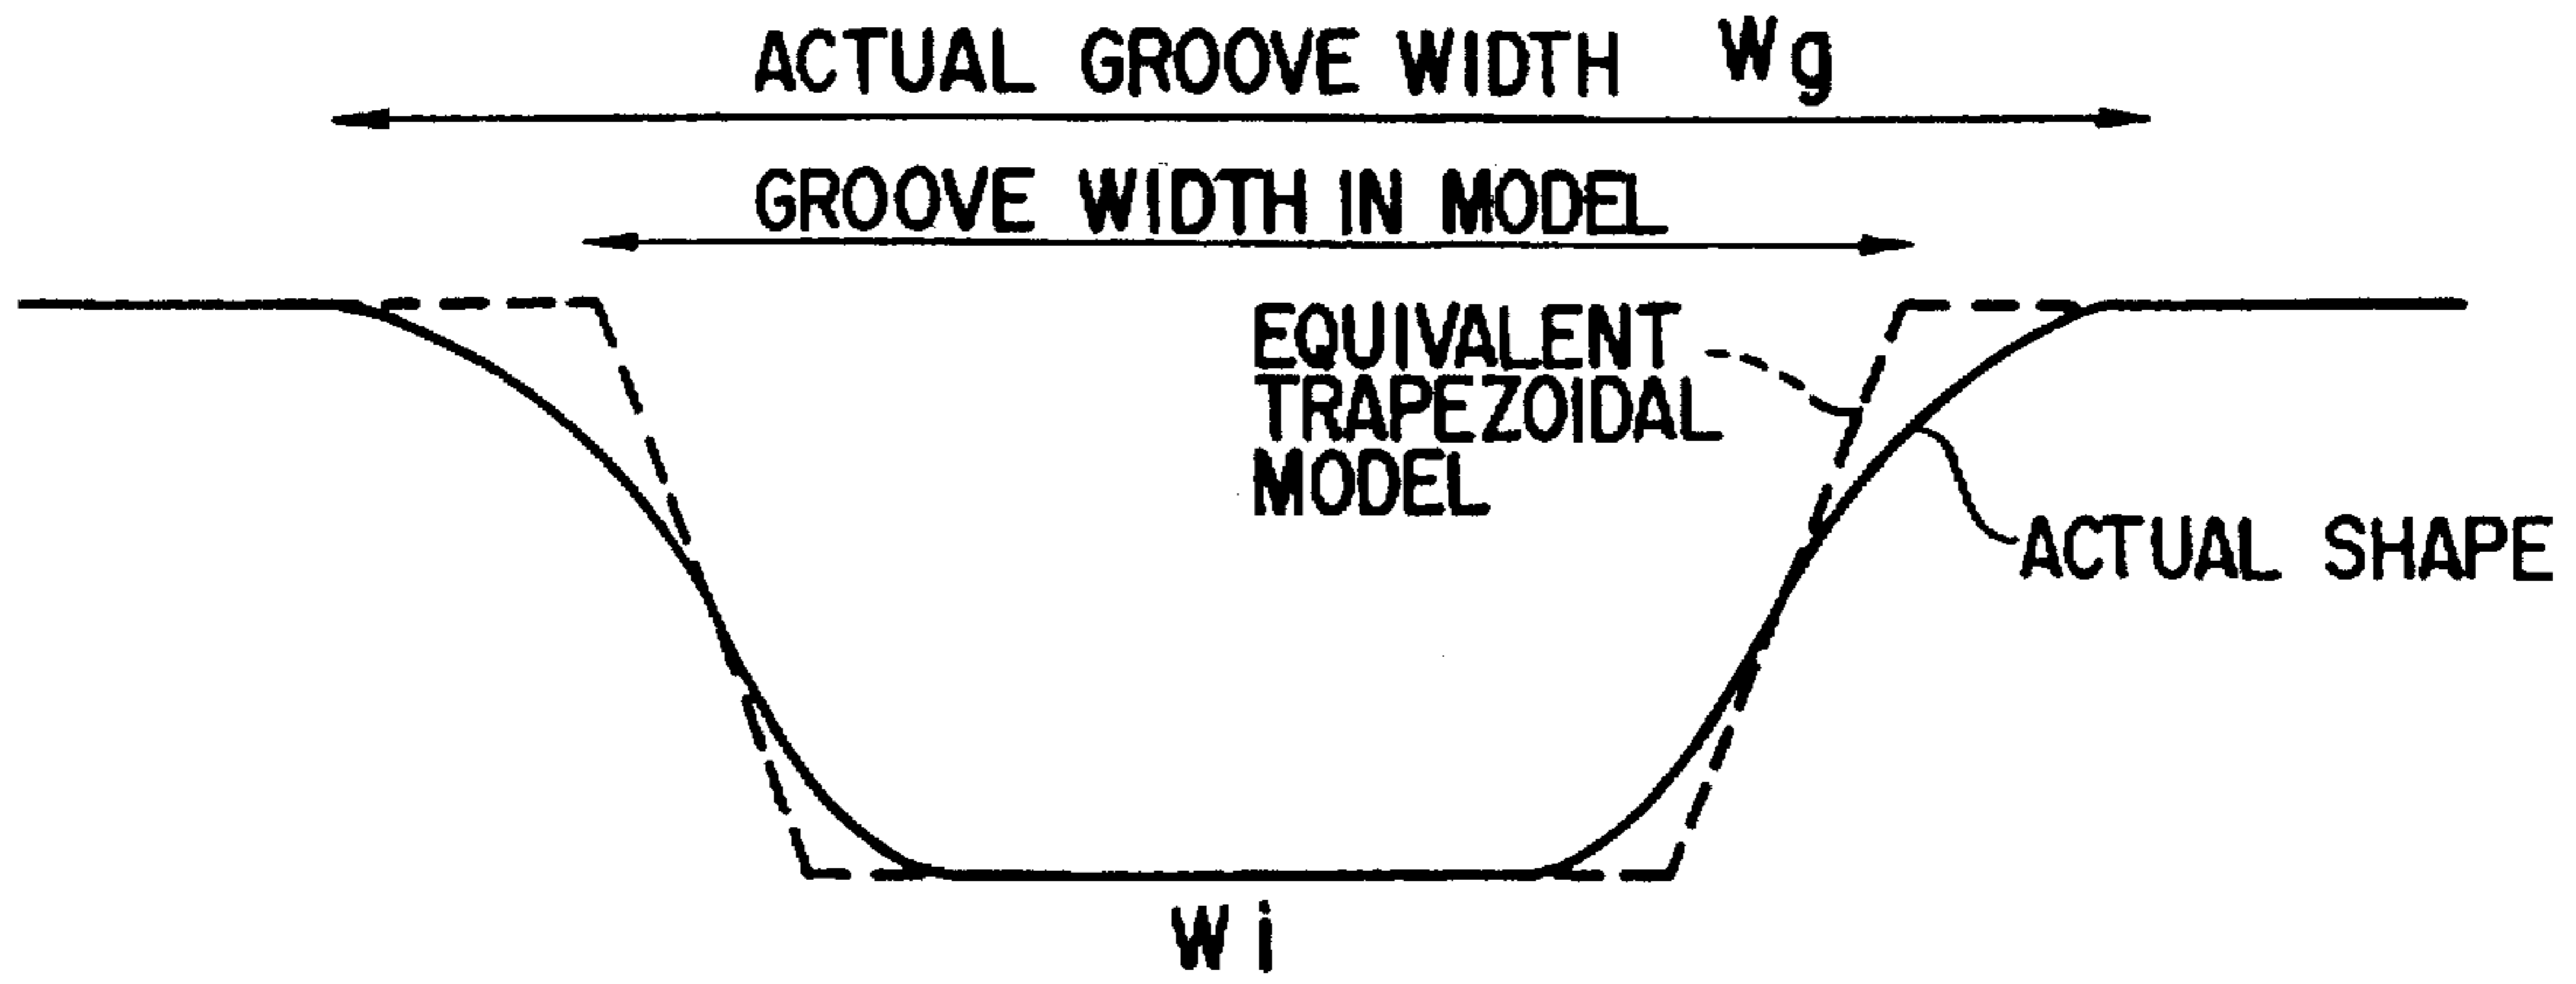 ACTUAL GROOVE WIDTH Wg
GROOVE WIDTH IN MODEL
EQUIVALENT
TRAPEZOIDAL
MODEL
ACTUAL SHAPE
Wi